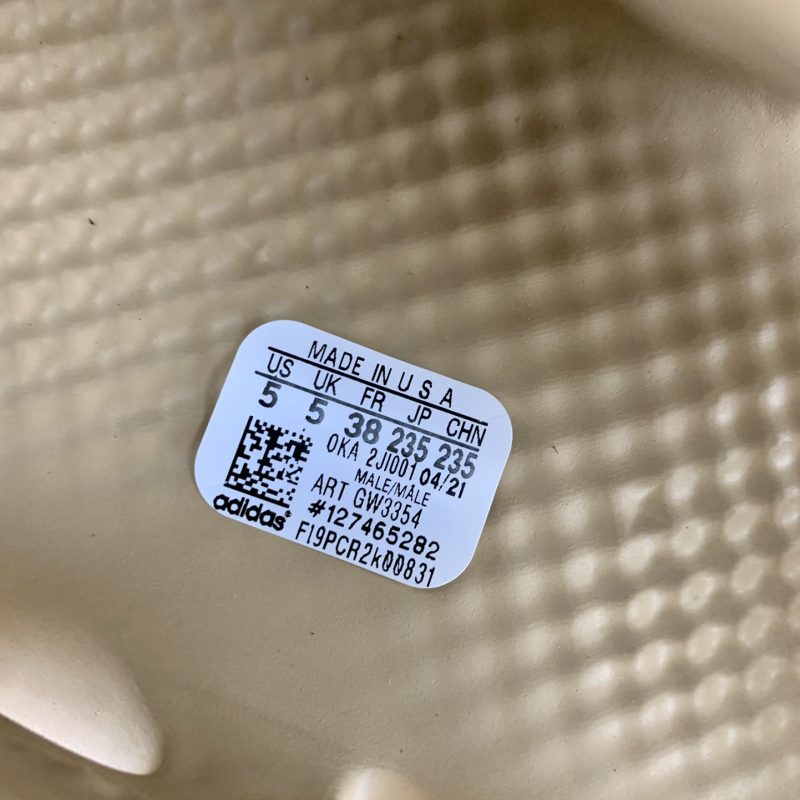 MADE IN U S A
US UK FR JP CHN
5 5 38 235 235
OKA 2JI001 04/21
MALE/MALE
ART GW3354
#127465282
adidas®
FI9PCR2k00831